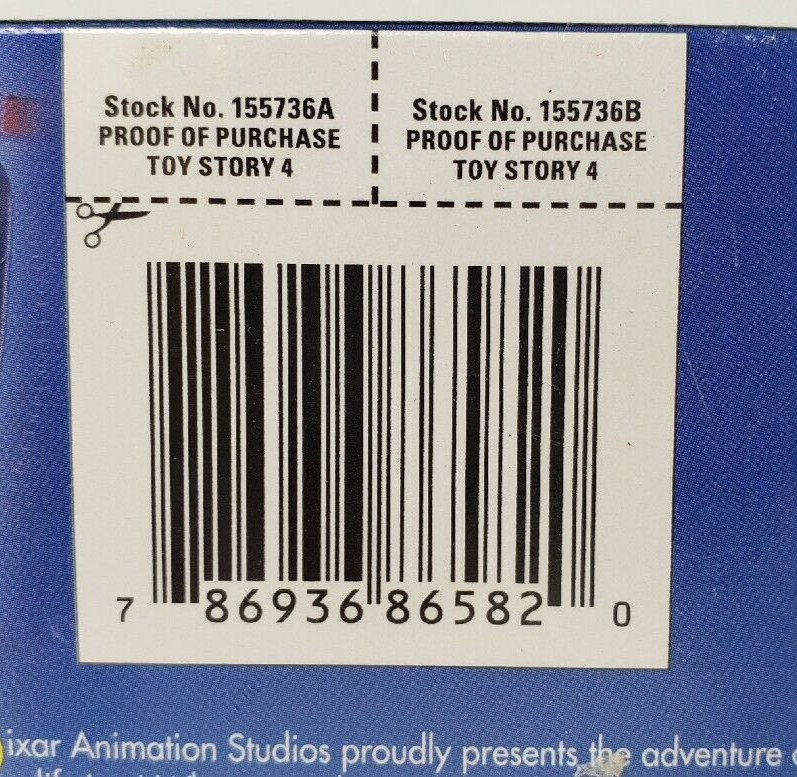 Stock No. 155736A
PROOF OF PURCHASE
TOY STORY 4
Stock No. 155736B
PROOF OF PURCHASE
TOY STORY 4
7 86936 86582 0
ixar Animation Studios proudly presents the adventure